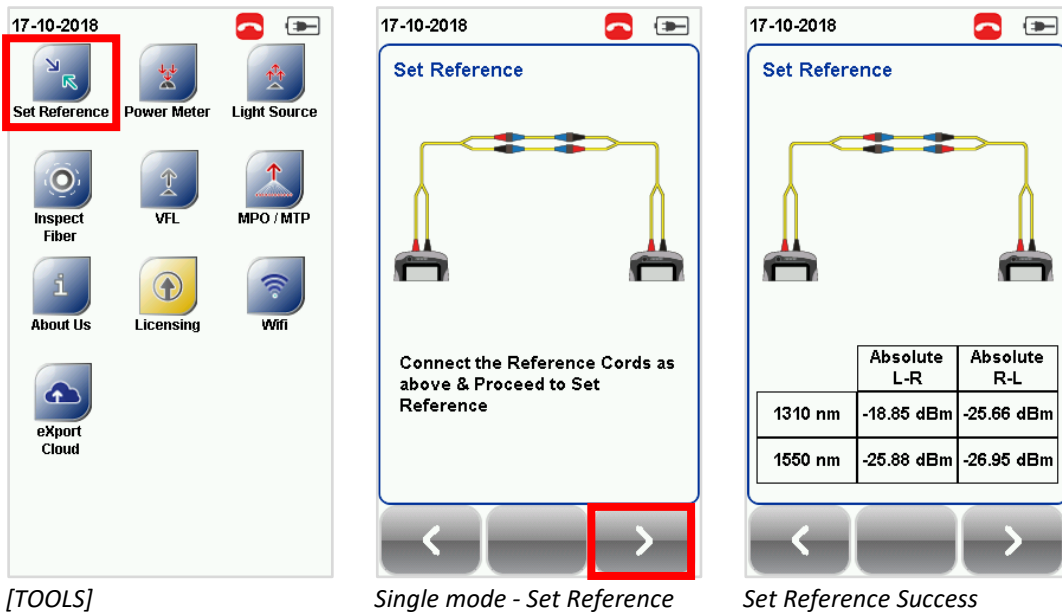 17-10-2018
Set Reference
Power Meter
Light Source
Inspect
Fiber
VFL
MPO / MTP
i
About Us
Licensing
Wifi
eXport
Cloud
[TOOLS]
17-10-2018
Set Reference
Connect the Reference Cords as
above & Proceed to Set
Reference
Single mode - Set Reference
17-10-2018
Set Reference
Absolute
L-R
Absolute
R-L
1310 nm
-18.85 dBm
-25.66 dBm
1550 nm
-25.88 dBm
-26.95 dBm
Set Reference Success